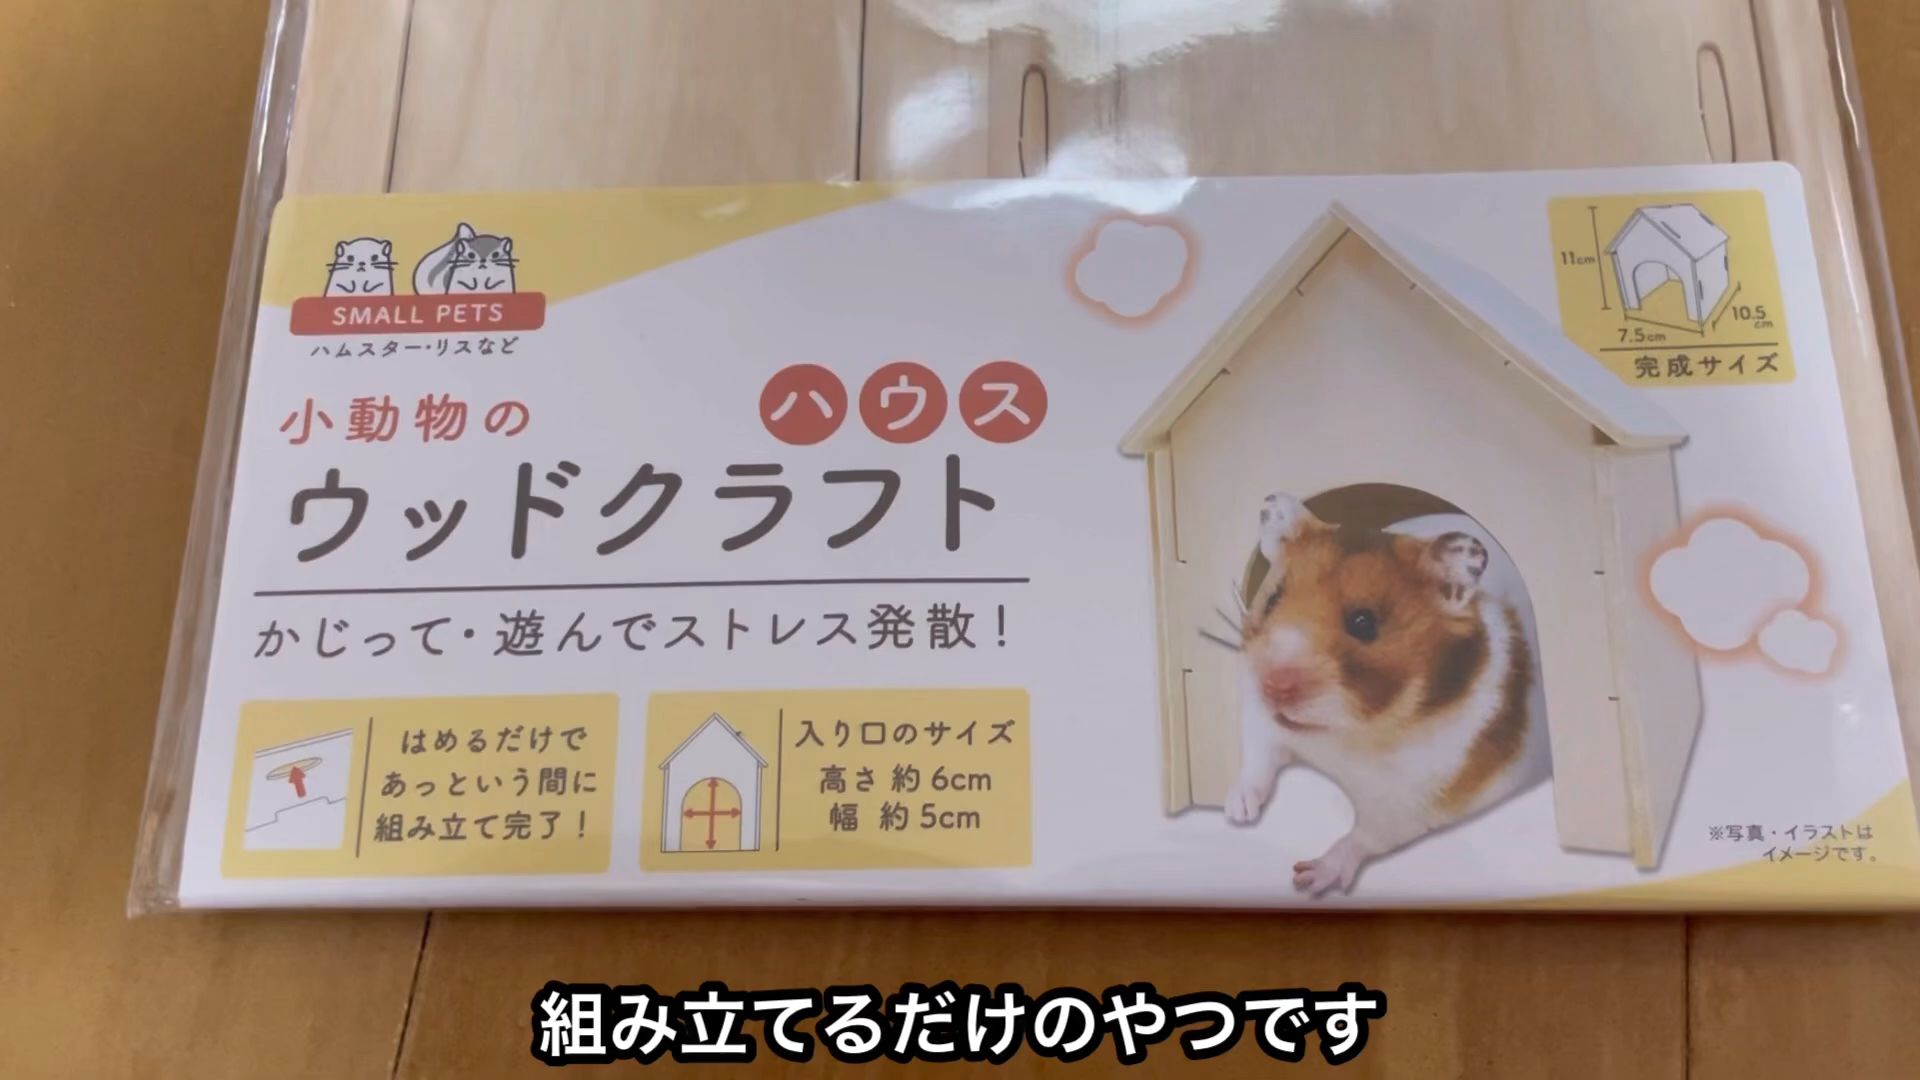 SMALL PETS
ハムスター・リスなど
小動物の
ハウス
ウッドクラフト
かじって・遊んでストレス発散!
はめるだけで
あっという間に
組み立て完了!
入り口のサイズ
高さ 約6cm
幅 約5cm
11cm
7.5cm
10.5cm
完成サイズ
※写真・イラストは
イメージです。
組み立てるだけのやつです